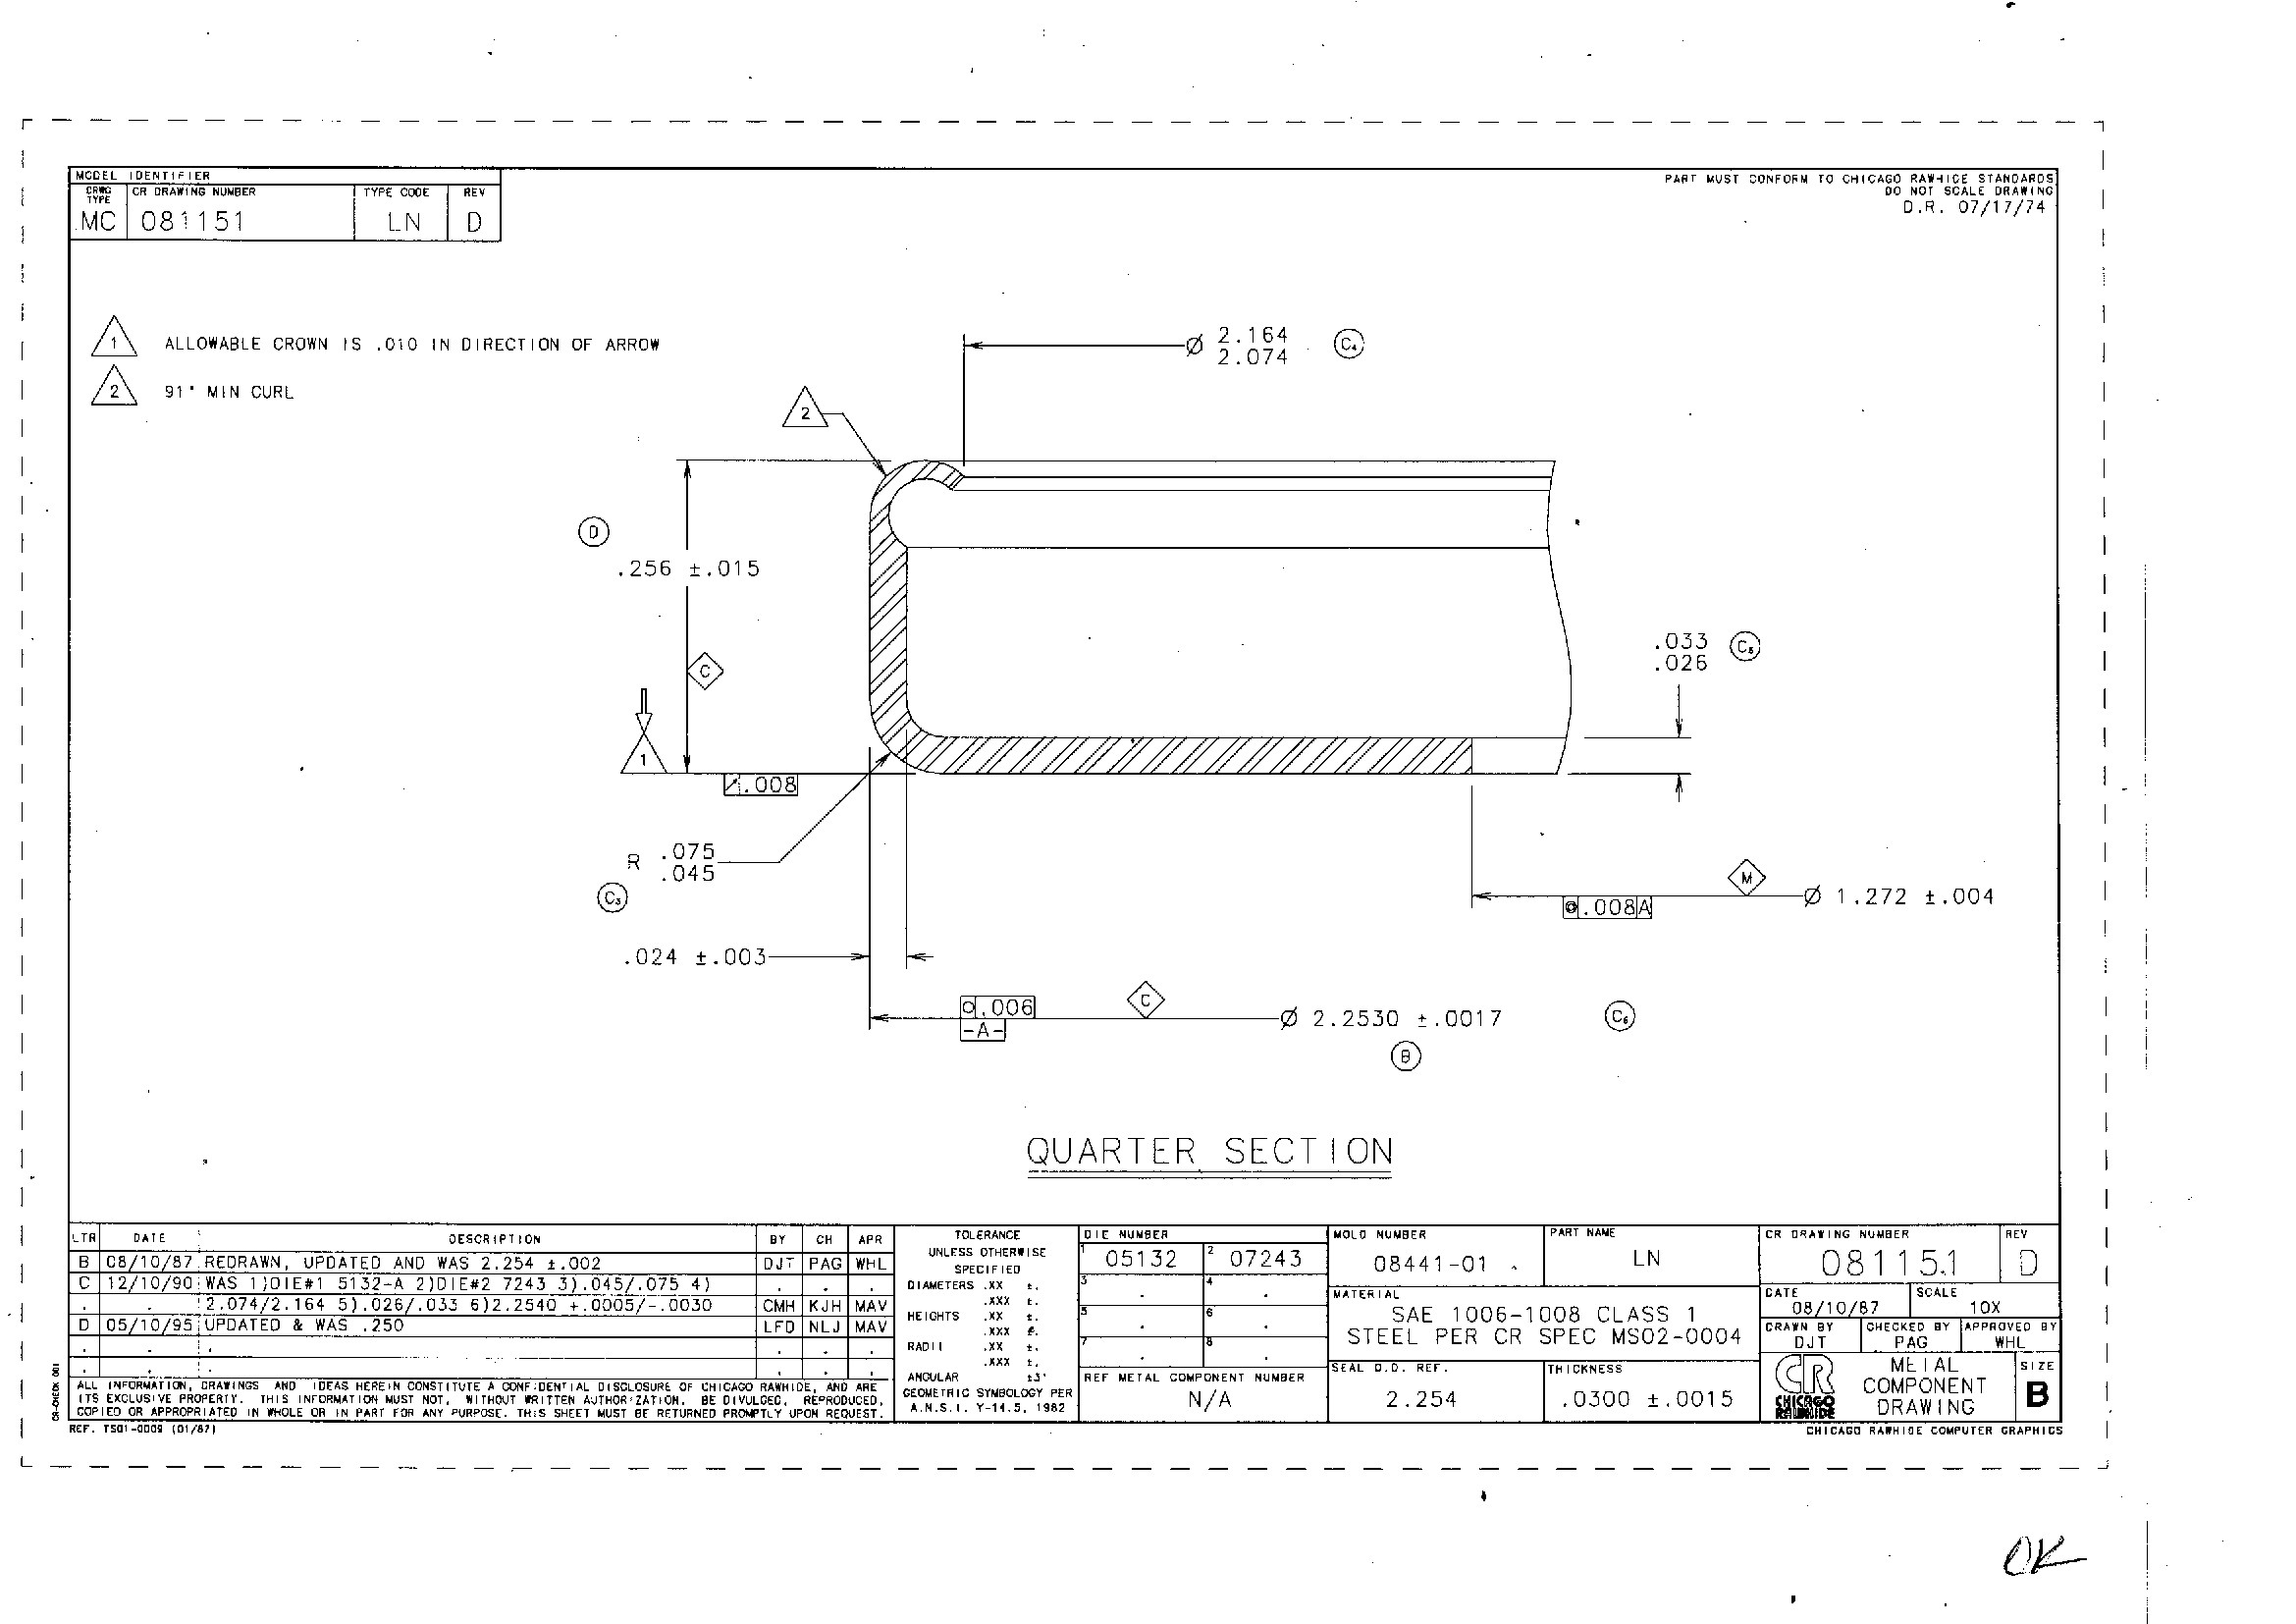 MODEL IDENTIFIER
CRWG TYPE CR DRAWING NUMBER TYPE CODE REV
MC 081151 LN D
PART MUST CONFORM TO CHICAGO RAWHIDE STANDARDS
DO NOT SCALE DRAWING
D.R. 07/17/74
1 ALLOWABLE CROWN IS .010 IN DIRECTION OF ARROW
2 91° MIN CURL
Ø 2.164
2.074
C4
2
D
.256 ±.015
C
1
.008
.033
.026
C5
R .075
.045
C3
M
.008 A
Ø 1.272 ±.004
.024 ±.003
.006
-A-
C
Ø 2.2530 ±.0017
C6
B
QUARTER SECTION
LTR DATE DESCRIPTION BY CH APR
B 08/10/87 REDRAWN, UPDATED AND WAS 2.254 ±.002 DJT PAG WHL
C 12/10/90 WAS 1)DIE#1 5132-A 2)DIE#2 7243 3).045/.075 4)
2.074/2.164 5).026/.033 6)2.2540 +.0005/-.0030 CMH KJH MAV
D 05/10/95 UPDATED & WAS .250 LFD NLJ MAV
ALL INFORMATION, DRAWINGS AND IDEAS HEREIN CONSTITUTE A CONFIDENTIAL DISCLOSURE OF CHICAGO RAWHIDE, AND ARE
ITS EXCLUSIVE PROPERTY. THIS INFORMATION MUST NOT, WITHOUT WRITTEN AUTHORIZATION, BE DIVULGED, REPRODUCED,
COPIED OR APPROPRIATED IN WHOLE OR IN PART FOR ANY PURPOSE. THIS SHEET MUST BE RETURNED PROMPTLY UPON REQUEST.
REF. TS01-0009 (01/87)
CR-CHECK 001
TOLERANCE
UNLESS OTHERWISE
SPECIFIED
DIAMETERS .XX ±.
.XXX ±.
HEIGHTS .XX ±.
.XXX ±.
RADII .XX ±.
.XXX ±.
ANGULAR ±3°
GEOMETRIC SYMBOLOGY PER
A.N.S.I. Y-14.5, 1982
DIE NUMBER
1 05132 2 07243
3 4
5 6
7 8
REF METAL COMPONENT NUMBER
N/A
MOLD NUMBER
08441-01
PART NAME
LN
MATERIAL
SAE 1006-1008 CLASS 1
STEEL PER CR SPEC MS02-0004
SEAL O.D. REF.
2.254
THICKNESS
.0300 ±.0015
CR DRAWING NUMBER REV
081151 D
DATE SCALE
08/10/87 10X
DRAWN BY CHECKED BY APPROVED BY
DJT PAG WHL
CR
CHICAGO
RAWHIDE
METAL
COMPONENT
DRAWING
SIZE
B
CHICAGO RAWHIDE COMPUTER GRAPHICS
OK